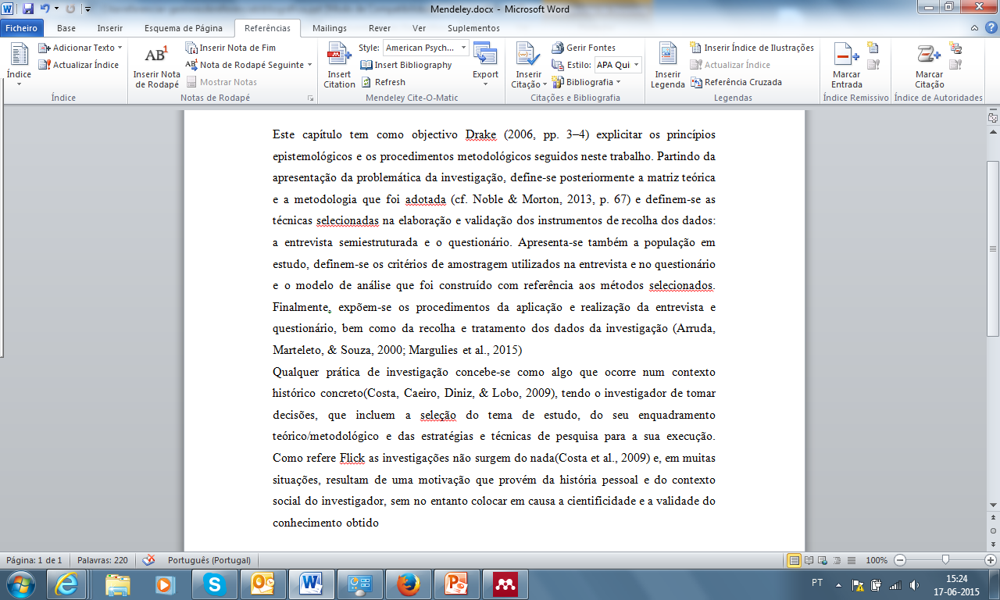 Mendeley.docx - Microsoft Word
Ficheiro Base Inserir Esquema de Página Referências Mailings Rever Ver Suplementos
Índice
Adicionar Texto
Actualizar Índice
Índice
AB1
Inserir Nota de Rodapé
Inserir Nota de Fim
Nota de Rodapé Seguinte
Mostrar Notas
Notas de Rodapé
Insert Citation
Style: American Psych...
Insert Bibliography
Refresh
Export
Mendeley Cite-O-Matic
Inserir Citação
Gerir Fontes
Estilo: APA Qui
Bibliografia
Citações e Bibliografia
Inserir Legenda
Inserir Índice de Ilustrações
Actualizar Índice
Referência Cruzada
Legendas
Marcar Entrada
Índice Remissivo
Marcar Citação
Índice de Autoridades
Este capítulo tem como objectivo Drake (2006, pp. 3–4) explicitar os princípios
epistemológicos e os procedimentos metodológicos seguidos neste trabalho. Partindo da
apresentação da problemática da investigação, define-se posteriormente a matriz teórica
e a metodologia que foi adotada (cf. Noble & Morton, 2013, p. 67) e definem-se as
técnicas selecionadas na elaboração e validação dos instrumentos de recolha dos dados:
a entrevista semiestruturada e o questionário. Apresenta-se também a população em
estudo, definem-se os critérios de amostragem utilizados na entrevista e no questionário
e o modelo de análise que foi construído com referência aos métodos selecionados.
Finalmente, expõem-se os procedimentos da aplicação e realização da entrevista e
questionário, bem como da recolha e tratamento dos dados da investigação (Arruda,
Marteleto, & Souza, 2000; Margulies et al., 2015)
Qualquer prática de investigação concebe-se como algo que ocorre num contexto
histórico concreto(Costa, Caeiro, Diniz, & Lobo, 2009), tendo o investigador de tomar
decisões, que incluem a seleção do tema de estudo, do seu enquadramento
teórico/metodológico e das estratégias e técnicas de pesquisa para a sua execução.
Como refere Flick as investigações não surgem do nada(Costa et al., 2009) e, em muitas
situações, resultam de uma motivação que provém da história pessoal e do contexto
social do investigador, sem no entanto colocar em causa a cientificidade e a validade do
conhecimento obtido
Página: 1 de 1 Palavras: 220 Português (Portugal) 100%
PT 15:24
17-06-2015